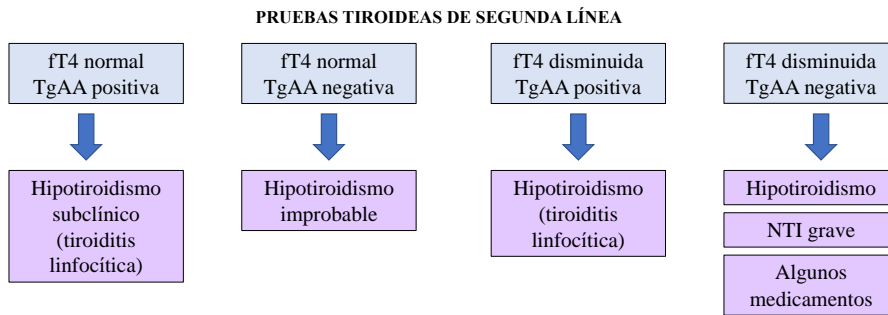 PRUEBAS TIROIDEAS DE SEGUNDA LÍNEA
fT4 normal
TgAA positiva
fT4 normal
TgAA negativa
fT4 disminuida
TgAA positiva
fT4 disminuida
TgAA negativa
Hipotiroidismo
subclínico
(tiroiditis
linfocítica)
Hipotiroidismo
improbable
Hipotiroidismo
(tiroiditis
linfocítica)
Hipotiroidismo
NTI grave
Algunos
medicamentos